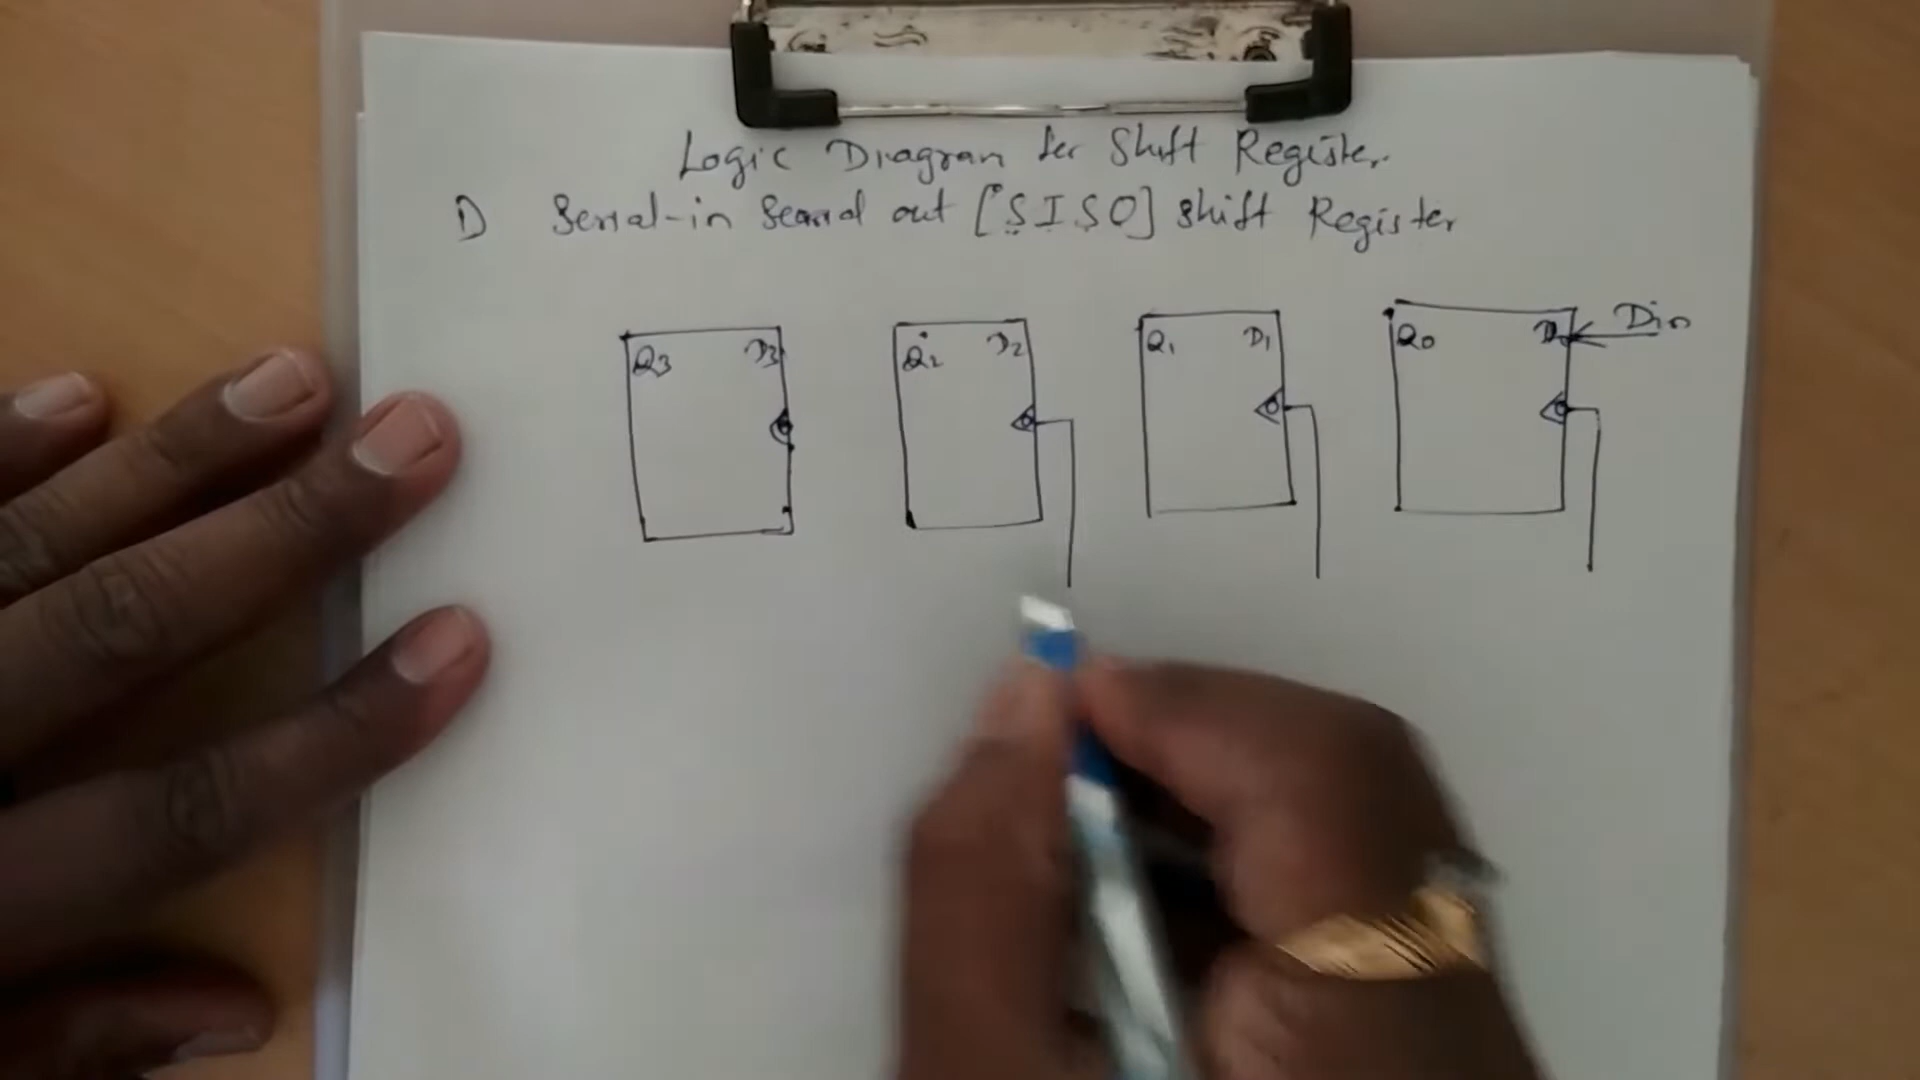 Logic Diagram for Shift Register.
1) Serial-in Searal out [SISO] shift Register
Q3 D3 Q2 D2 Q1 D1 Q0 D0 Din